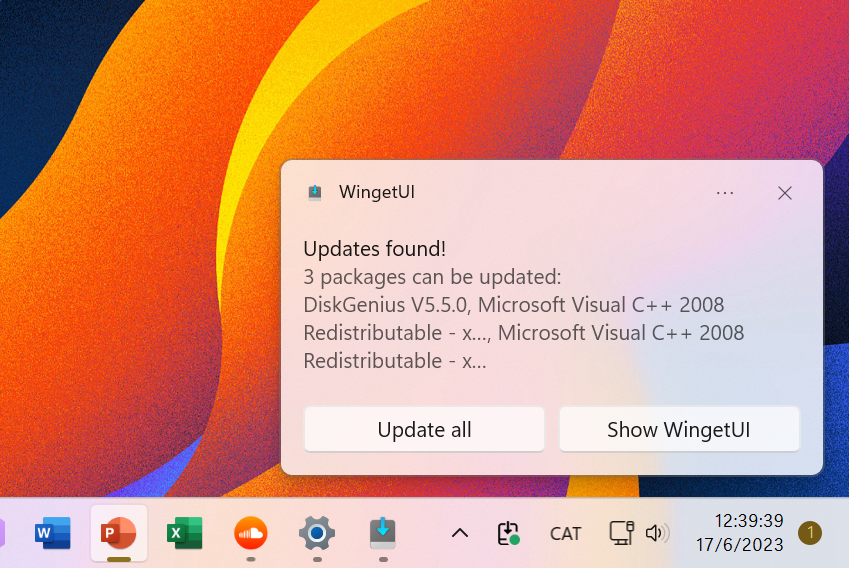 WingetUI
Updates found!
3 packages can be updated:
DiskGenius V5.5.0, Microsoft Visual C++ 2008
Redistributable - x..., Microsoft Visual C++ 2008
Redistributable - x...
Update all
Show WingetUI
W
P
X
CAT
12:39:39
17/6/2023
1